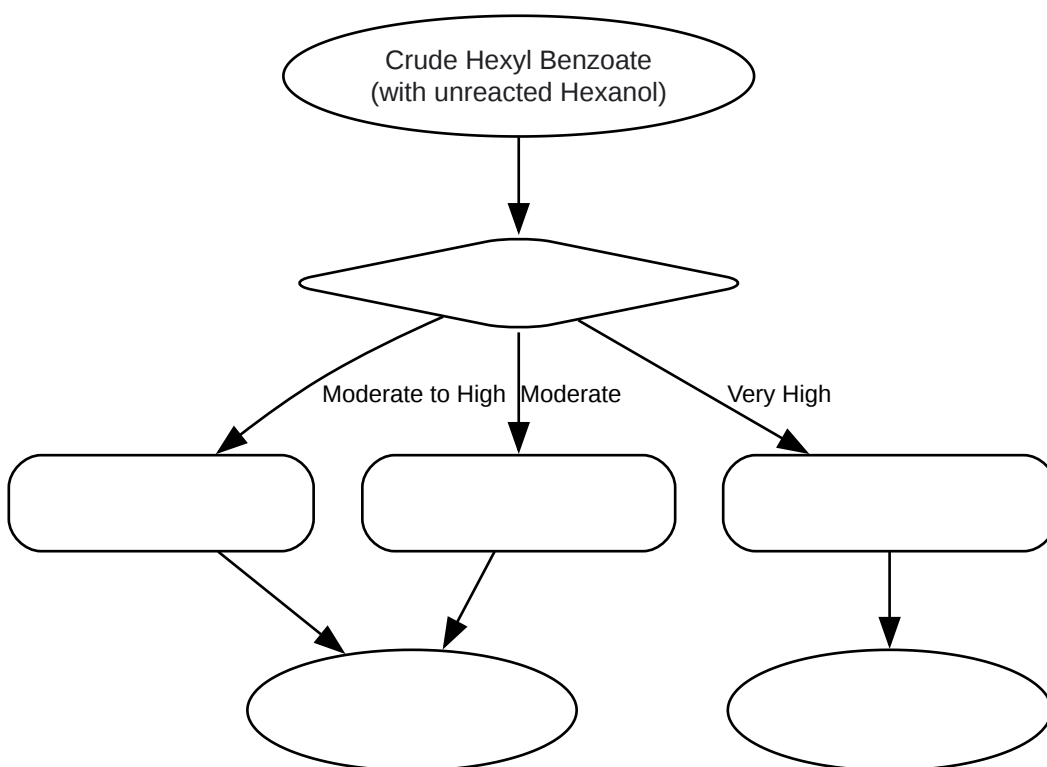 Crude Hexyl Benzoate
(with unreacted Hexanol)
Moderate to High
Moderate
Very High